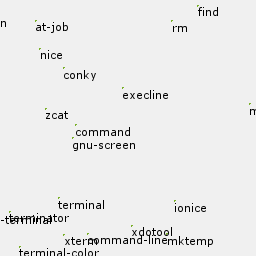 find
n
at-job
rm
nice
conky
execline
m
zcat
command
gnu-screen
terminal
ionice
-terminal
terminator
xdotool
xterm
command-line
mktemp
terminal-color